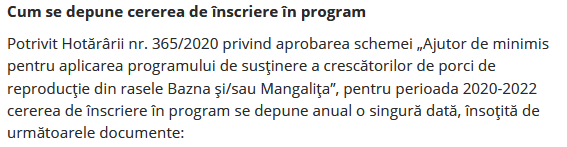 Cum se depune cererea de înscriere în program
Potrivit Hotărârii nr. 365/2020 privind aprobarea schemei „Ajutor de minimis
pentru aplicarea programului de susţinere a crescătorilor de porci de
reproducţie din rasele Bazna şi/sau Mangaliţa”, pentru perioada 2020-2022
cererea de înscriere în program se depune anual o singură dată, însoţită de
următoarele documente: